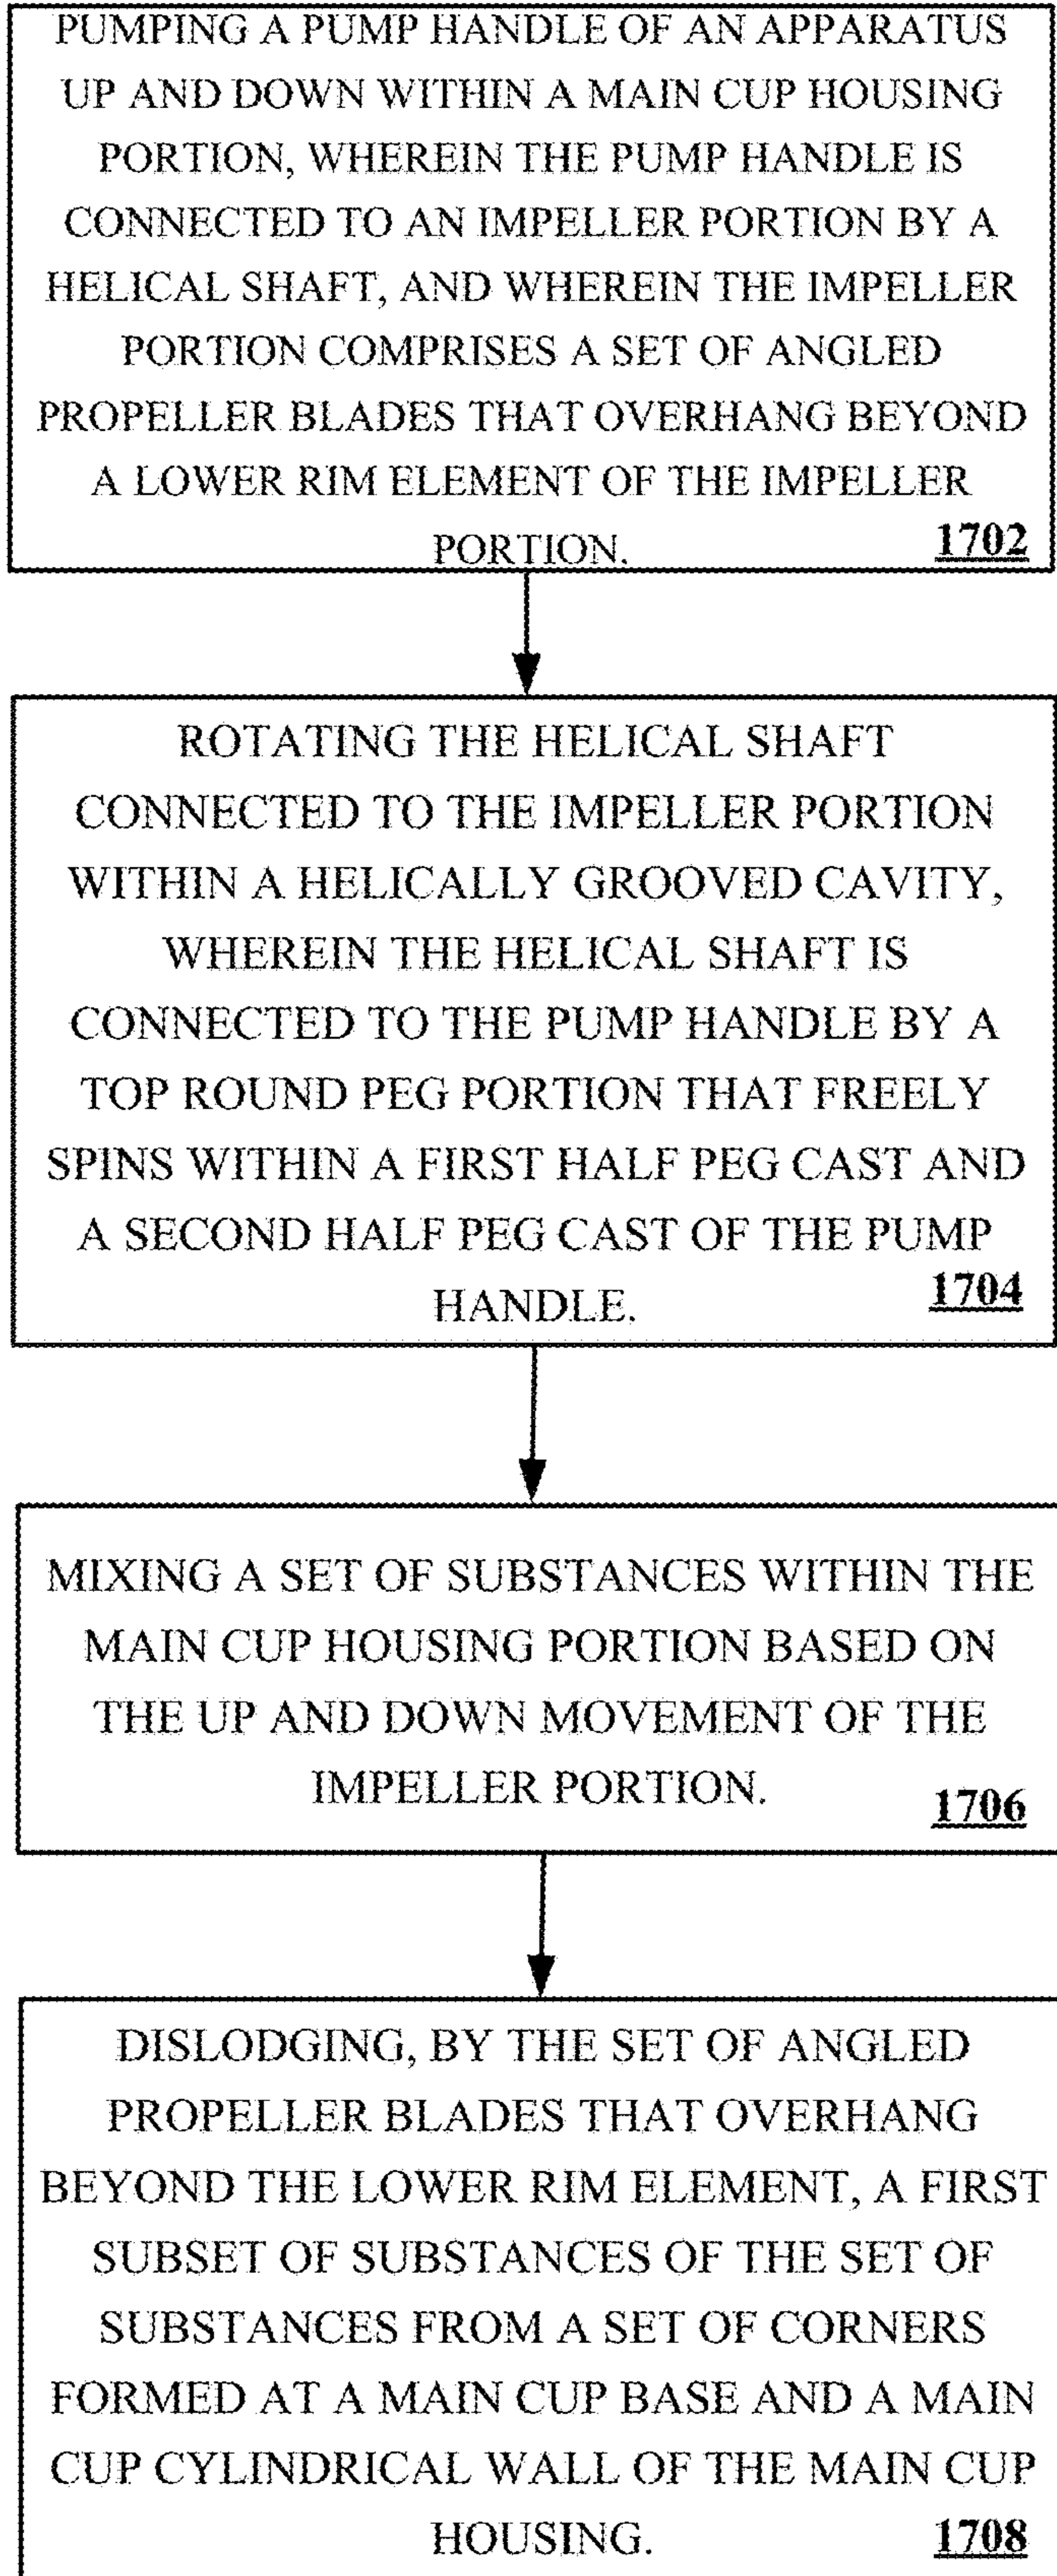 PUMPING A PUMP HANDLE OF AN APPARATUS
UP AND DOWN WITHIN A MAIN CUP HOUSING
PORTION, WHEREIN THE PUMP HANDLE IS
CONNECTED TO AN IMPELLER PORTION BY A
HELICAL SHAFT, AND WHEREIN THE IMPELLER
PORTION COMPRISES A SET OF ANGLED
PROPELLER BLADES THAT OVERHANG BEYOND
A LOWER RIM ELEMENT OF THE IMPELLER
PORTION. 1702
ROTATING THE HELICAL SHAFT
CONNECTED TO THE IMPELLER PORTION
WITHIN A HELICALLY GROOVED CAVITY,
WHEREIN THE HELICAL SHAFT IS
CONNECTED TO THE PUMP HANDLE BY A
TOP ROUND PEG PORTION THAT FREELY
SPINS WITHIN A FIRST HALF PEG CAST AND
A SECOND HALF PEG CAST OF THE PUMP
HANDLE. 1704
MIXING A SET OF SUBSTANCES WITHIN THE
MAIN CUP HOUSING PORTION BASED ON
THE UP AND DOWN MOVEMENT OF THE
IMPELLER PORTION. 1706
DISLODGING, BY THE SET OF ANGLED
PROPELLER BLADES THAT OVERHANG
BEYOND THE LOWER RIM ELEMENT, A FIRST
SUBSET OF SUBSTANCES OF THE SET OF
SUBSTANCES FROM A SET OF CORNERS
FORMED AT A MAIN CUP BASE AND A MAIN
CUP CYLINDRICAL WALL OF THE MAIN CUP
HOUSING. 1708